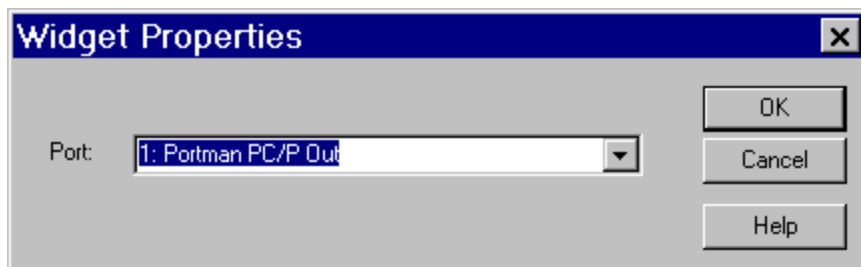 Widget Properties
OK
Port: 1: Portman PC/P Out
Cancel
Help